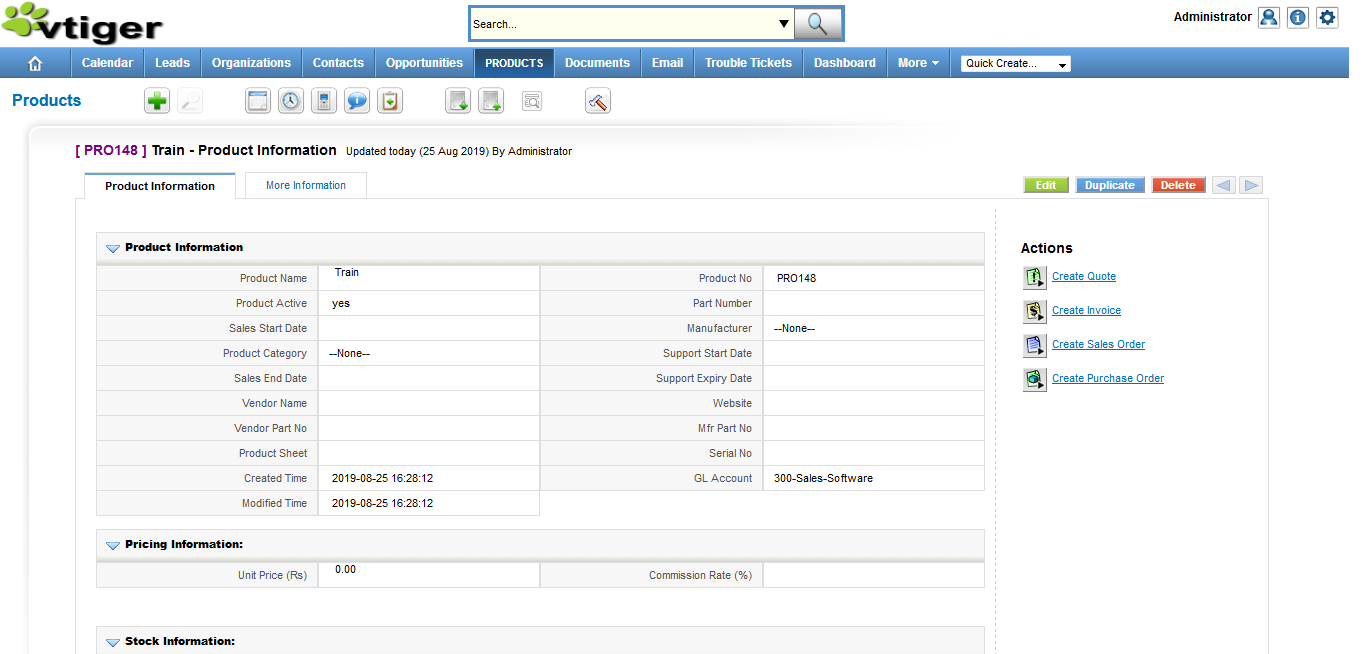 vtiger
Search...
Administrator
Calendar Leads Organizations Contacts Opportunities PRODUCTS Documents Email Trouble Tickets Dashboard More Quick Create...
Products
[ PRO148 ] Train - Product Information Updated today (25 Aug 2019) By Administrator
Product Information More Information Edit Duplicate Delete
Product Information
Product Name Train Product No PRO148
Product Active yes Part Number
Sales Start Date Manufacturer --None--
Product Category --None-- Support Start Date
Sales End Date Support Expiry Date
Vendor Name Website
Vendor Part No Mfr Part No
Product Sheet Serial No
Created Time 2019-08-25 16:28:12 GL Account 300-Sales-Software
Modified Time 2019-08-25 16:28:12
Pricing Information:
Unit Price (Rs) 0.00 Commission Rate (%)
Stock Information:
Actions
Create Quote
Create Invoice
Create Sales Order
Create Purchase Order